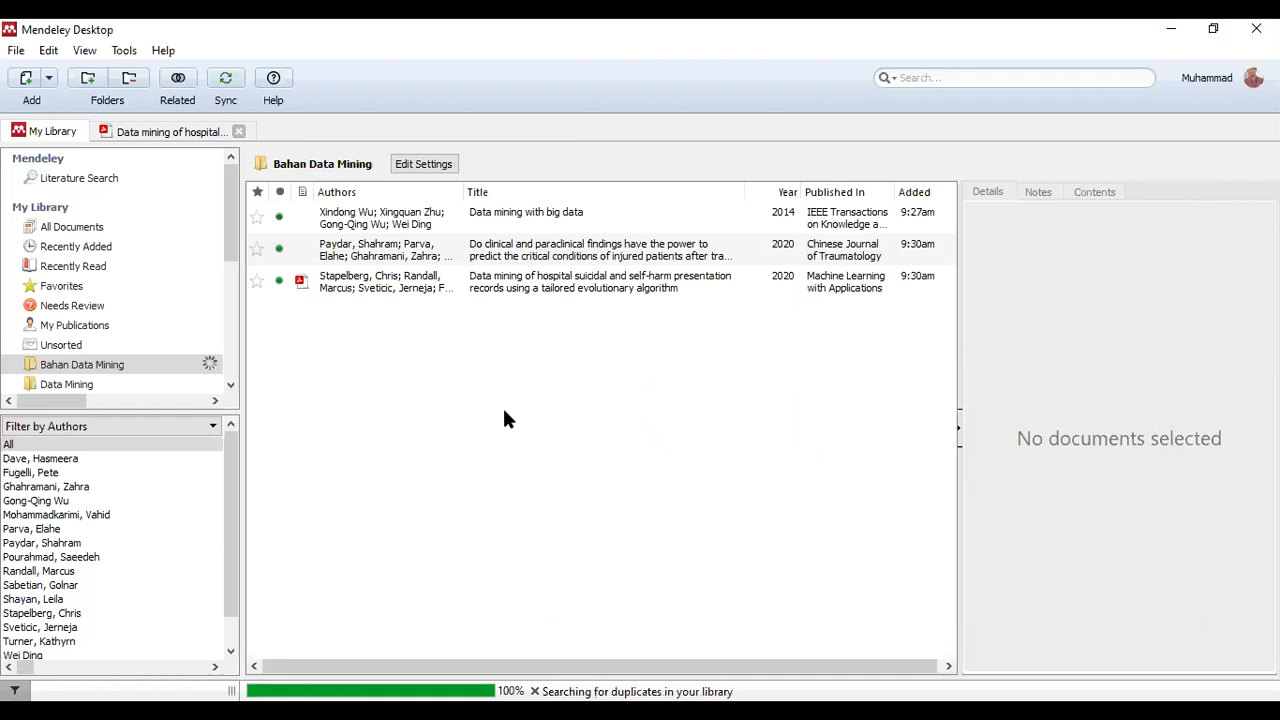 Mendeley Desktop
File Edit View Tools Help
Search...
Muhammad
Add Folders Related Sync Help
My Library
Data mining of hospital...
Mendeley
Literature Search
My Library
All Documents
Recently Added
Recently Read
Favorites
Needs Review
My Publications
Unsorted
Bahan Data Mining
Data Mining
Filter by Authors
All
Dave, Hasmeera
Fugelli, Pete
Ghahramani, Zahra
Gong-Qing Wu
Mohammadkarimi, Vahid
Parva, Elahe
Paydar, Shahram
Pourahmad, Saeedeh
Randall, Marcus
Sabetian, Golnar
Shayan, Leila
Stapelberg, Chris
Sveticic, Jerneja
Turner, Kathyrn
Wei Ding
Bahan Data Mining
Edit Settings
Authors Title Year Published In Added
Xindong Wu; Xingquan Zhu; Data mining with big data 2014 IEEE Transactions 9:27am
Gong-Qing Wu; Wei Ding on Knowledge a...
Paydar, Shahram; Parva, Do clinical and paraclinical findings have the power to 2020 Chinese Journal 9:30am
Elahe; Ghahramani, Zahra; ... predict the critical conditions of injured patients after tra... of Traumatology
Stapelberg, Chris; Randall, Data mining of hospital suicidal and self-harm presentation 2020 Machine Learning 9:30am
Marcus; Sveticic, Jerneja; F... records using a tailored evolutionary algorithm with Applications
Details Notes Contents
No documents selected
100% Searching for duplicates in your library